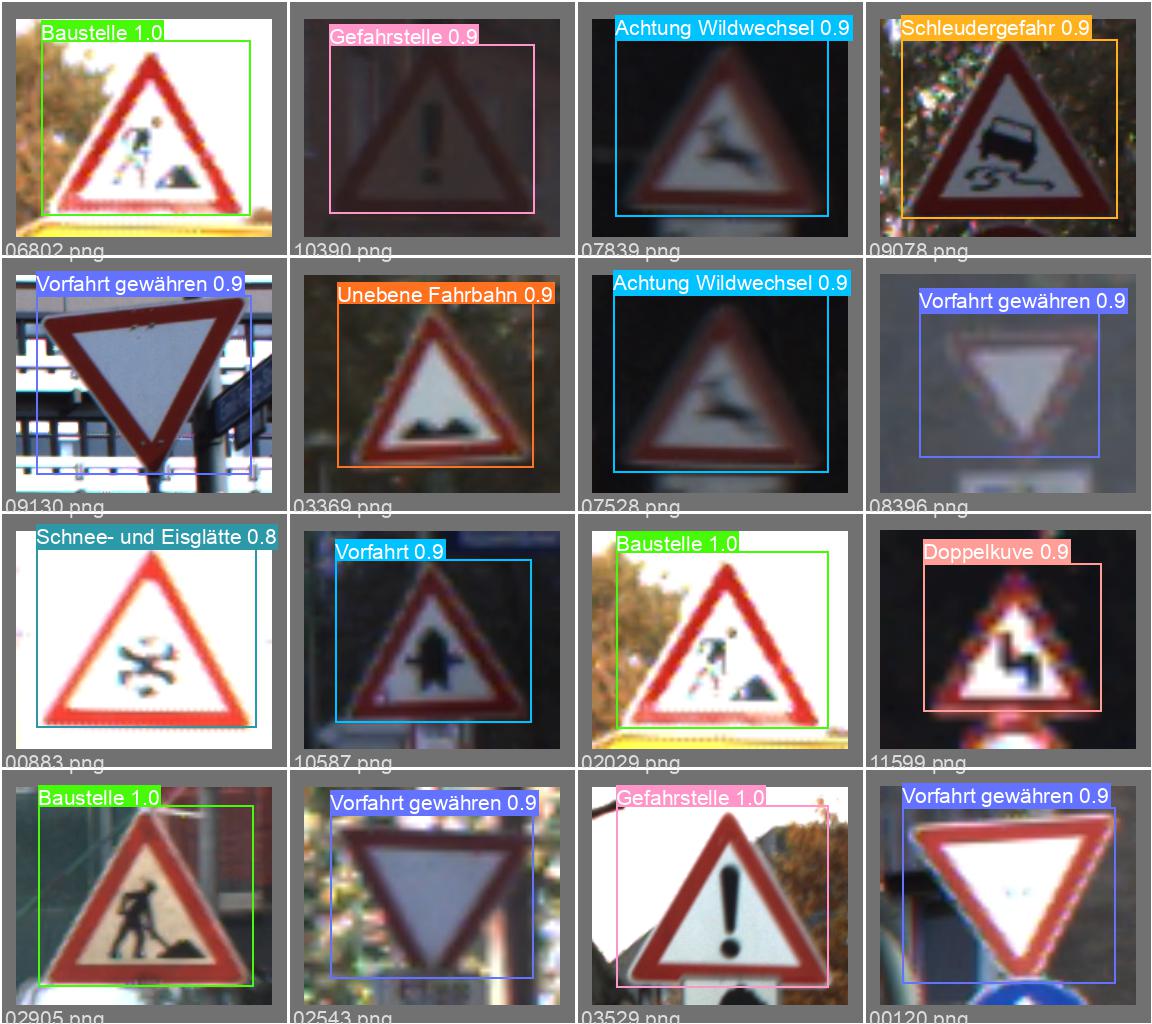 Baustelle 1.0
Gefahrstelle 0.9
Achtung Wildwechsel 0.9
Schleudergefahr 0.9
06802.png
10390.png
07839.png
09078.png
Vorfahrt gewähren 0.9
Unebene Fahrbahn 0.9
Achtung Wildwechsel 0.9
Vorfahrt gewähren 0.9
09130.png
03369.png
07528.png
08396.png
Schnee- und Eisglätte 0.8
Vorfahrt 0.9
Baustelle 1.0
Doppelkuve 0.9
00883.png
10587.png
02029.png
11599.png
Baustelle 1.0
Vorfahrt gewähren 0.9
Gefahrstelle 1.0
Vorfahrt gewähren 0.9
02905.png
02543.png
03529.png
00120.png